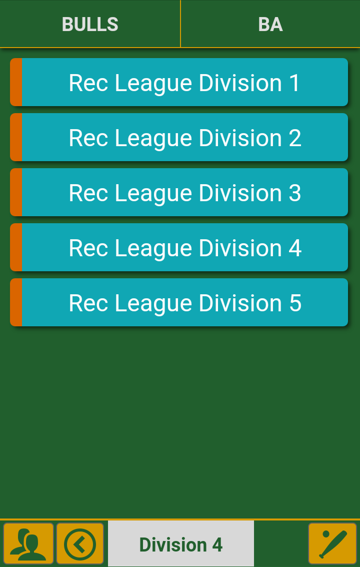 BULLS
BA
Rec League Division 1
Rec League Division 2
Rec League Division 3
Rec League Division 4
Rec League Division 5
Division 4